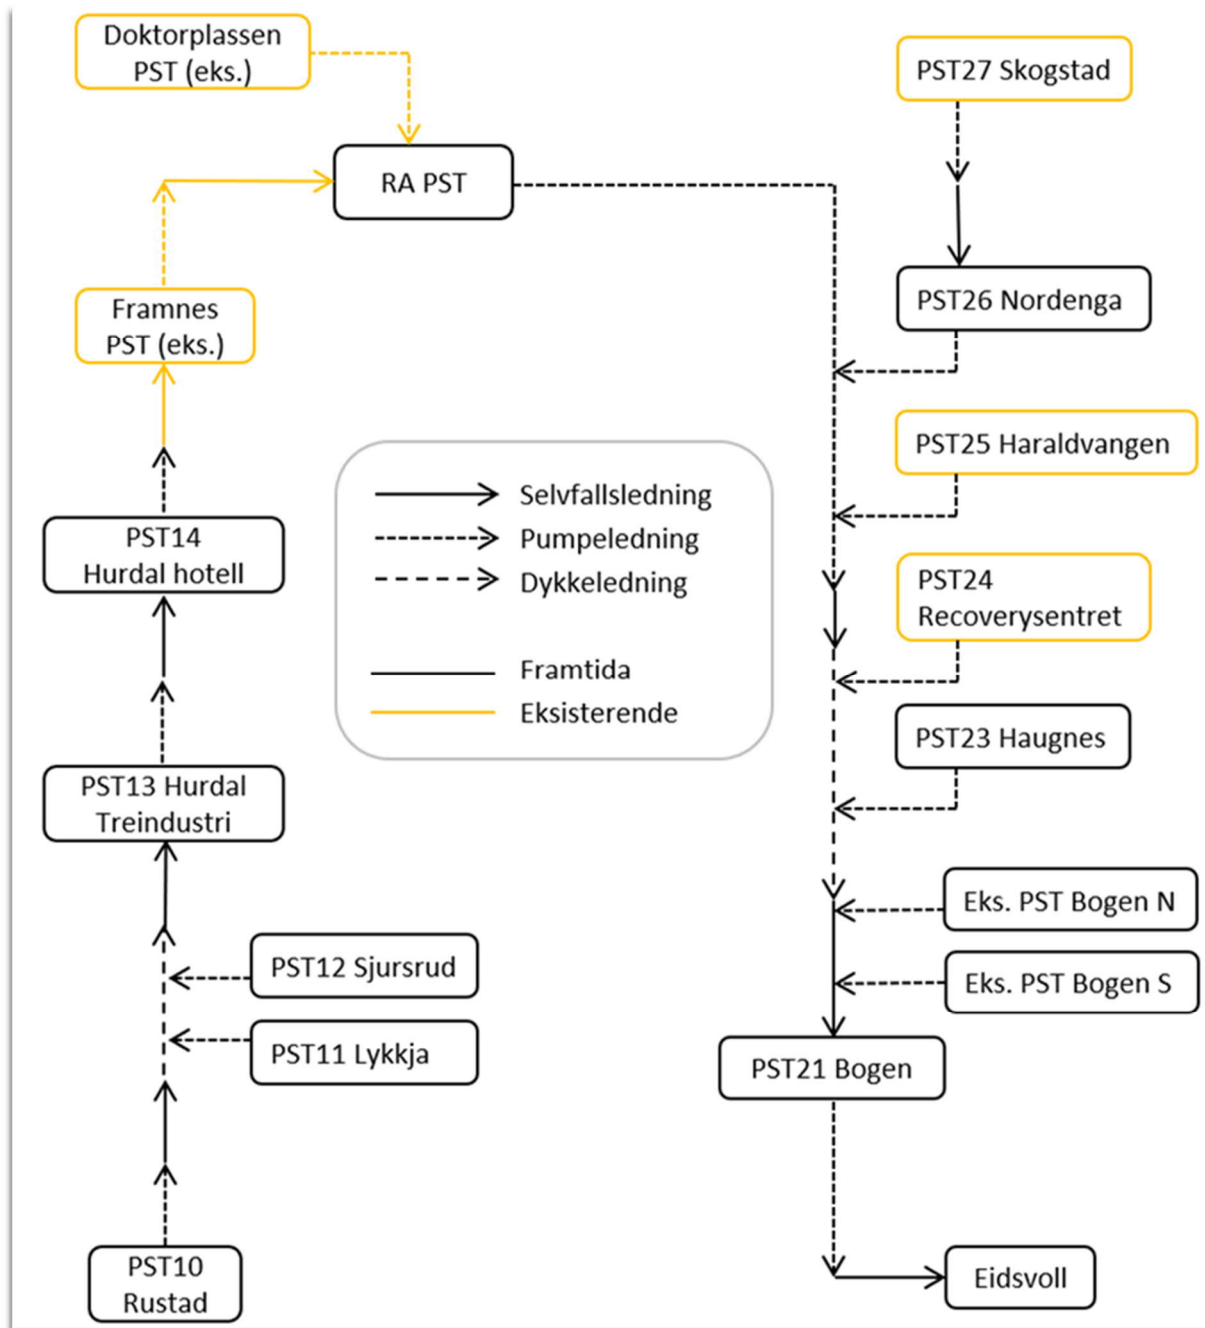 Doktorplassen
PST (eks.)
PST27 Skogstad
RA PST
PST26 Nordenga
Framnes
PST (eks.)
PST25 Haraldvangen
Selvfallsledning
Pumpeledning
Dykkeledning
Framtida
Eksisterende
PST14
Hurdal hotell
PST24
Recoverysentret
PST23 Haugnes
PST13 Hurdal
Treindustri
Eks. PST Bogen N
PST12 Sjursrud
Eks. PST Bogen S
PST11 Lykkja
PST21 Bogen
PST10
Rustad
Eidsvoll